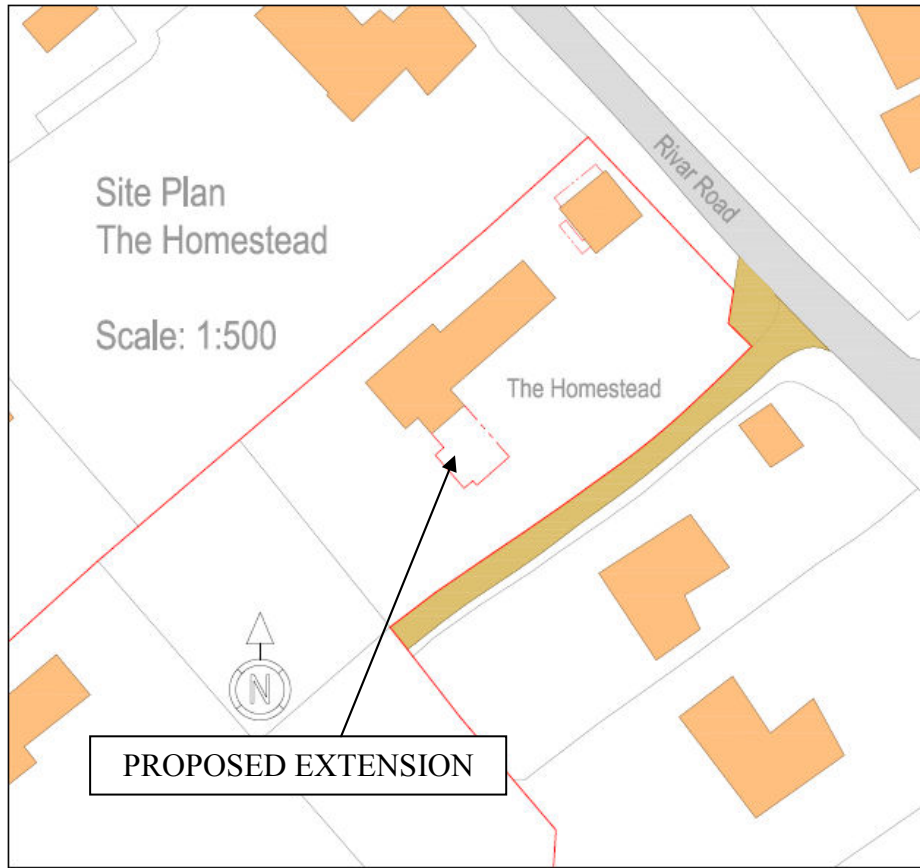 Site Plan
The Homestead
Scale: 1:500
Rivar Road
The Homestead
N
PROPOSED EXTENSION